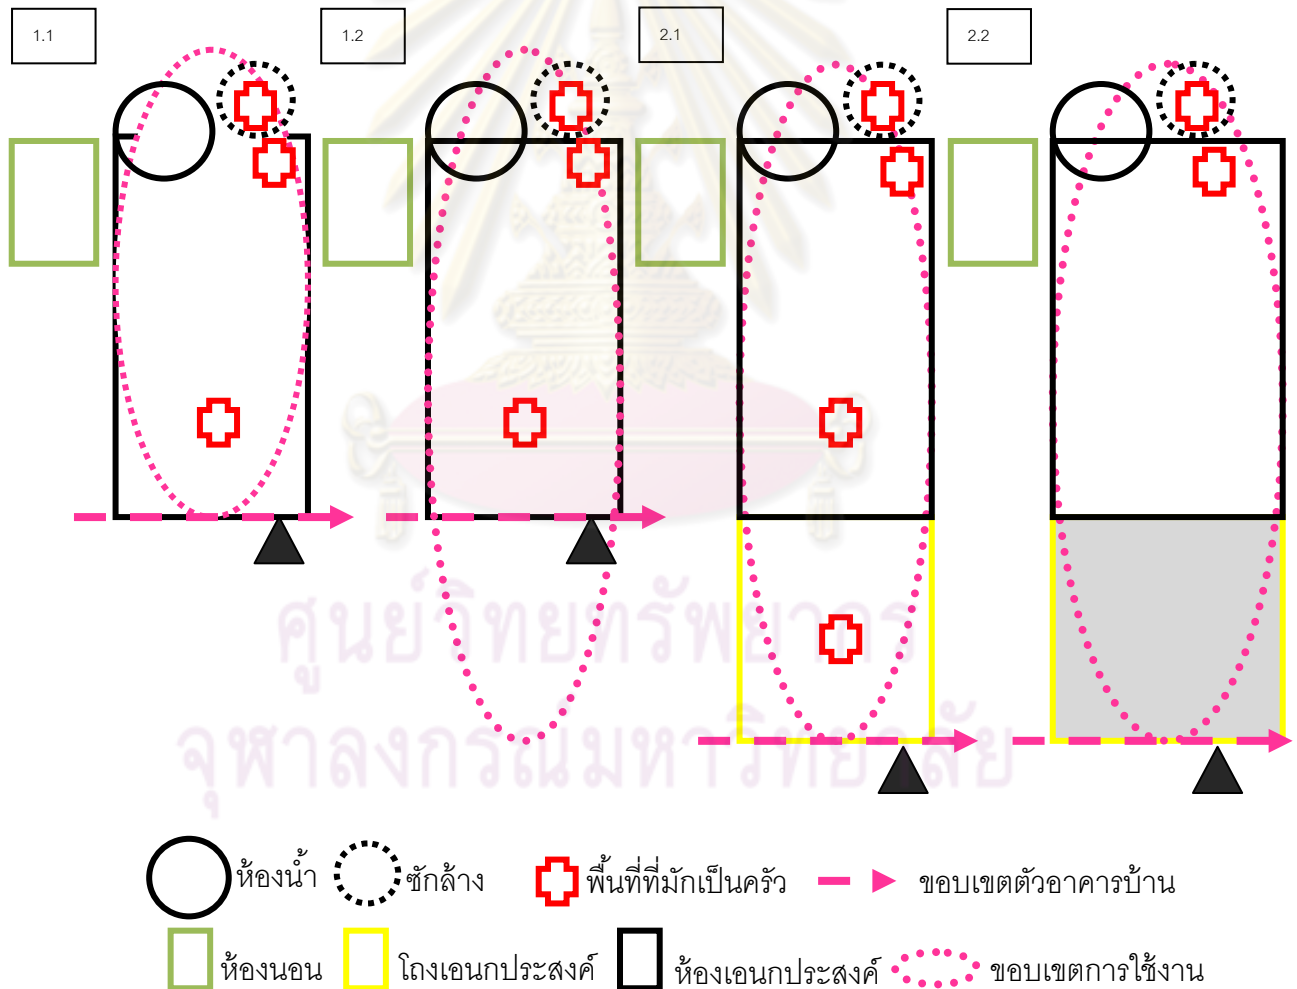 1.1 1.2 2.1 2.2
ศูนย์วิทยทรัพยากร
จุฬาลงกรณ์มหาวิทยาลัย
ห้องน้ำ ซักล้าง พื้นที่ที่มักเป็นครัว ขอบเขตตัวอาคารบ้าน
ห้องนอน โถงเอนกประสงค์ ห้องเอนกประสงค์ ขอบเขตการใช้งาน